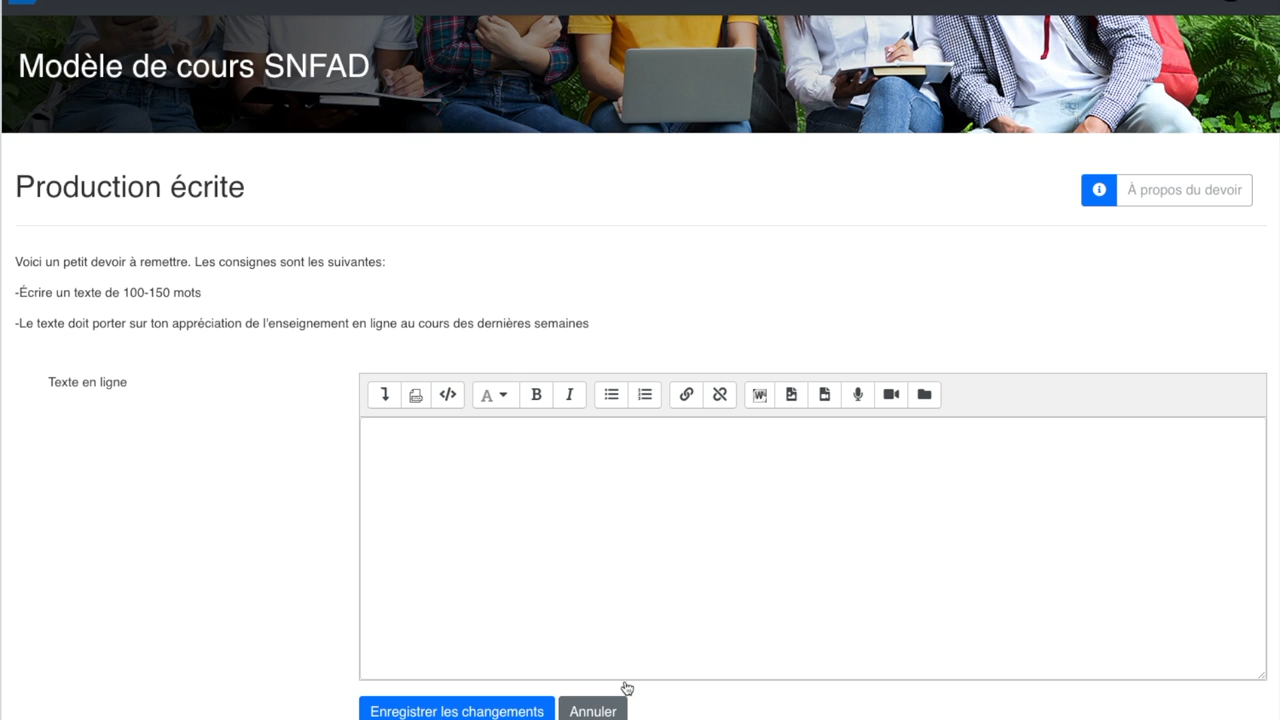 Modèle de cours SNFAD
Production écrite
À propos du devoir
Voici un petit devoir à remettre. Les consignes sont les suivantes:
-Écrire un texte de 100-150 mots
-Le texte doit porter sur ton appréciation de l'enseignement en ligne au cours des dernières semaines
Texte en ligne
A B I
Enregistrer les changements Annuler